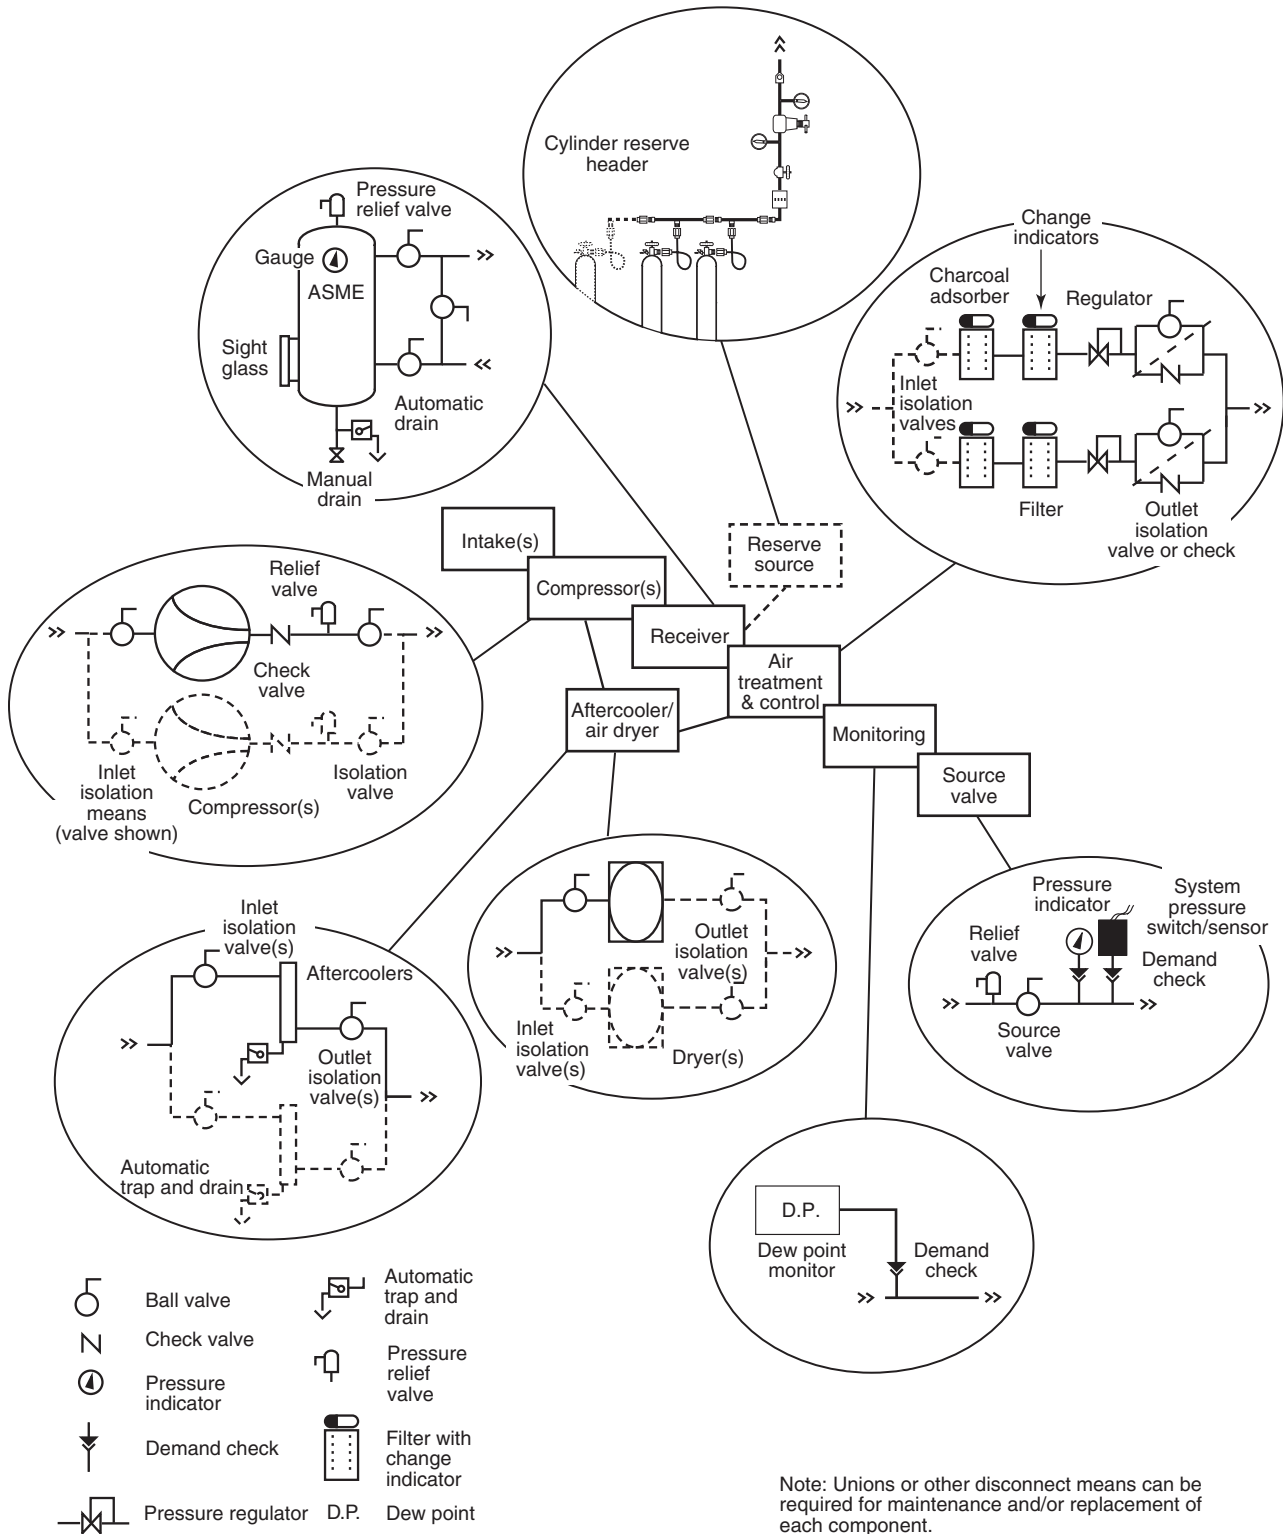 Cylinder reserve
header
Pressure
relief valve
Gauge
ASME
Sight
glass
Automatic
drain
Manual
drain
Change
indicators
Charcoal
adsorber
Regulator
Inlet
isolation
valves
Filter
Outlet
isolation
valve or check
Intake(s)
Compressor(s)
Receiver
Reserve
source
Air
treatment
& control
Aftercooler/
air dryer
Monitoring
Source
valve
Relief
valve
Check
valve
Inlet
isolation
means
(valve shown)
Compressor(s)
Isolation
valve
Inlet
isolation
valve(s)
Aftercoolers
Outlet
isolation
valve(s)
Automatic
trap and drain
Outlet
isolation
valve(s)
Inlet
isolation
valve(s)
Dryer(s)
Pressure
indicator
System
pressure
switch/sensor
Relief
valve
Demand
check
Source
valve
D.P.
Dew point
monitor
Demand
check
Ball valve
Check valve
Pressure
indicator
Demand check
Pressure regulator
Automatic
trap and
drain
Pressure
relief
valve
Filter with
change
indicator
D.P. Dew point
Note: Unions or other disconnect means can be
required for maintenance and/or replacement of
each component.